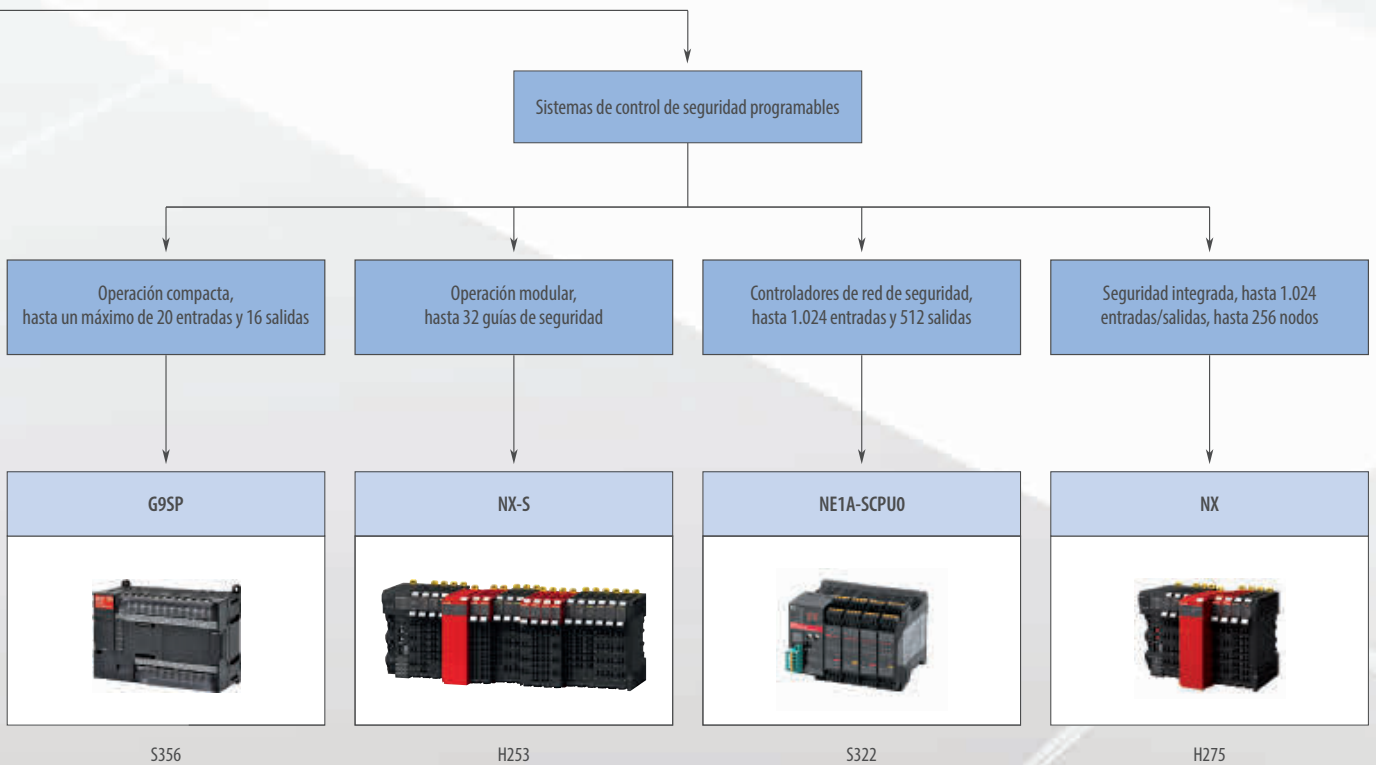 Sistemas de control de seguridad programables
Operación compacta,
hasta un máximo de 20 entradas y 16 salidas
Operación modular,
hasta 32 guías de seguridad
Controladores de red de seguridad,
hasta 1.024 entradas y 512 salidas
Seguridad integrada, hasta 1.024
entradas/salidas, hasta 256 nodos
G9SP
NX-S
NE1A-SCPU0
NX
S356
H253
S322
H275